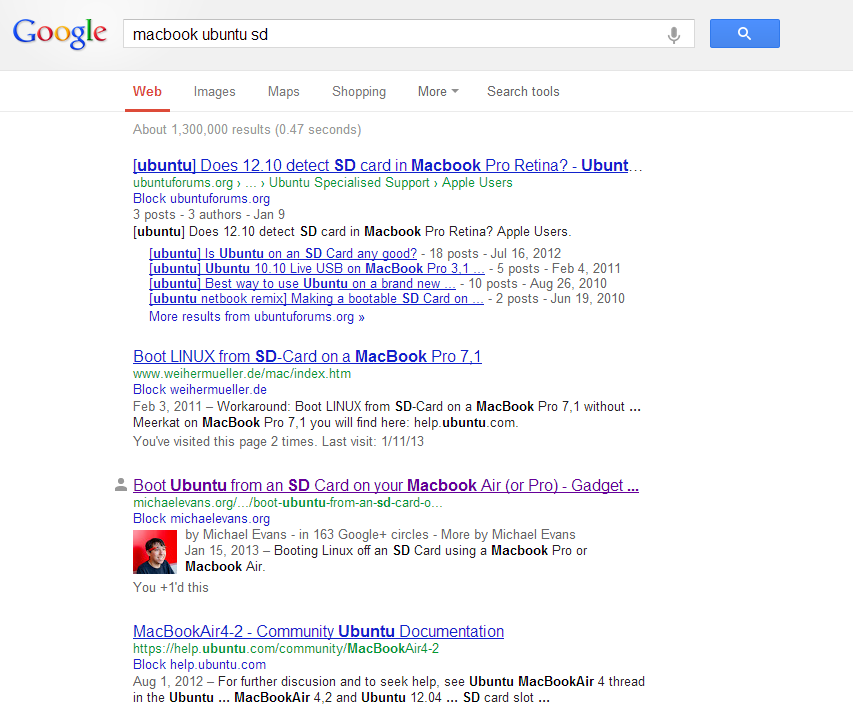 Google macbook ubuntu sd
Web Images Maps Shopping More Search tools
About 1,300,000 results (0.47 seconds)
[ubuntu] Does 12.10 detect SD card in Macbook Pro Retina? - Ubunt...
ubuntuforums.org › ... › Ubuntu Specialised Support › Apple Users
Block ubuntuforums.org
3 posts - 3 authors - Jan 9
[ubuntu] Does 12.10 detect SD card in Macbook Pro Retina? Apple Users.
[ubuntu] Is Ubuntu on an SD Card any good? - 18 posts - Jul 16, 2012
[ubuntu] Ubuntu 10.10 Live USB on MacBook Pro 3,1 ... - 5 posts - Feb 4, 2011
[ubuntu] Best way to use Ubuntu on a brand new ... - 10 posts - Aug 26, 2010
[ubuntu netbook remix] Making a bootable SD Card on ... - 2 posts - Jun 19, 2010
More results from ubuntuforums.org »
Boot LINUX from SD-Card on a MacBook Pro 7,1
www.weihermueller.de/mac/index.htm
Block weihermueller.de
Feb 3, 2011 – Workaround: Boot LINUX from SD-Card on a MacBook Pro 7,1 without ...
Meerkat on MacBook Pro 7,1 you will find here: help.ubuntu.com.
You've visited this page 2 times. Last visit: 1/11/13
Boot Ubuntu from an SD Card on your Macbook Air (or Pro) - Gadget ...
michaelevans.org/.../boot-ubuntu-from-an-sd-card-o...
Block michaelevans.org
by Michael Evans - in 163 Google+ circles - More by Michael Evans
Jan 15, 2013 – Booting Linux off an SD Card using a Macbook Pro or
Macbook Air.
You +1'd this
MacBookAir4-2 - Community Ubuntu Documentation
https://help.ubuntu.com/community/MacBookAir4-2
Block help.ubuntu.com
Aug 1, 2012 – For further discusion and to seek help, see Ubuntu MacBookAir 4 thread
in the Ubuntu ... MacBookAir 4,2 and Ubuntu 12.04 ... SD card slot ...